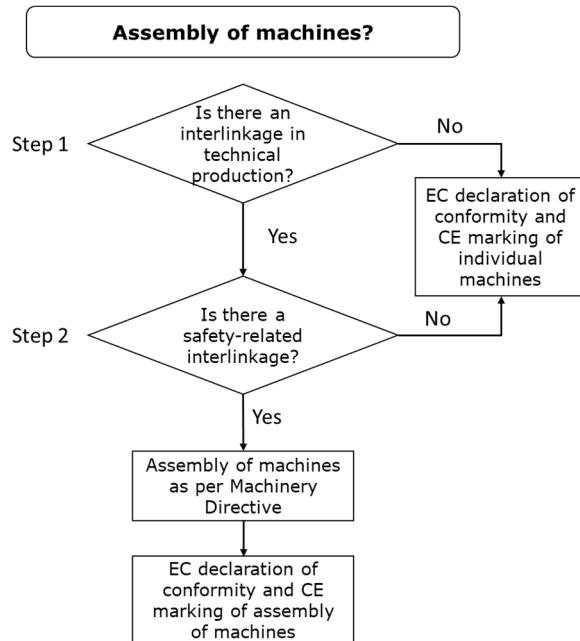 Assembly of machines?
Step 1
Is there an
interlinkage in
technical
production?
No
EC declaration of
conformity and
CE marking of
individual
machines
Yes
Step 2
Is there a
safety-related
interlinkage?
No
Yes
Assembly of machines
as per Machinery
Directive
EC declaration of
conformity and CE
marking of assembly
of machines